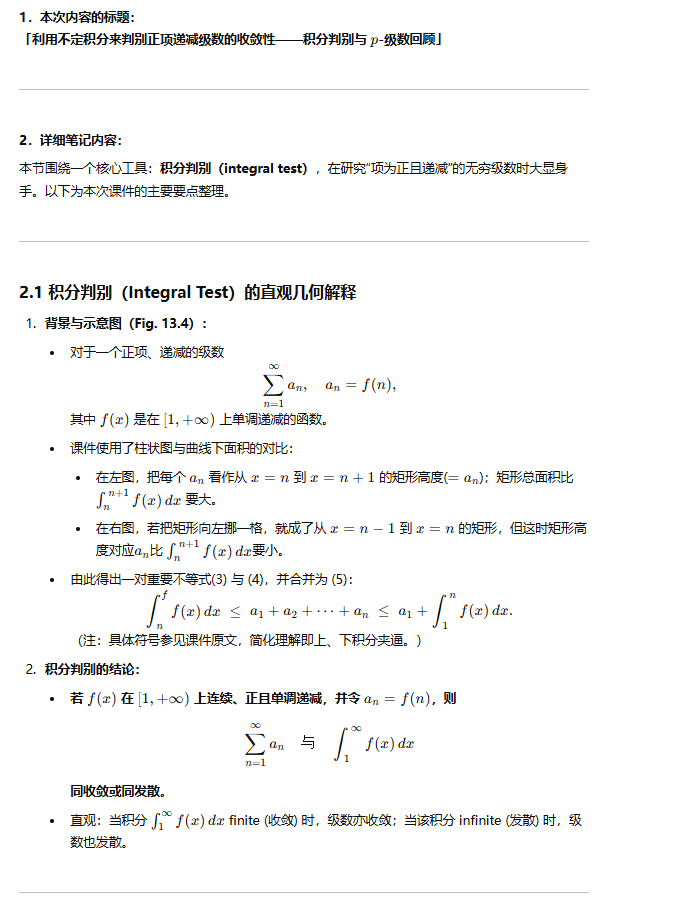 1．本次内容的标题：
「利用不定积分来判别正项递减级数的收敛性——积分判别与 p-级数回顾」
2．详细笔记内容：
本节围绕一个核心工具：积分判别（integral test），在研究“项为正且递减”的无穷级数时大显身
手。以下为本次课件的主要要点整理。
2.1 积分判别（Integral Test）的直观几何解释
1. 背景与示意图（Fig. 13.4）：
• 对于一个正项、递减的级数
∑_{n=1}^{∞} a_n, a_n = f(n),
其中 f(x) 是在 [1, +∞) 上单调递减的函数。
• 课件使用了柱状图与曲线下面积的对比：
• 在左图，把每个 a_n 看作从 x = n 到 x = n + 1 的矩形高度(= a_n)；矩形总面积比
∫_n^{n+1} f(x) dx 要大。
• 在右图，若把矩形向左挪一格，就成了从 x = n − 1 到 x = n 的矩形，但这时矩形高
度对应a_n比 ∫_n^{n+1} f(x) dx要小。
• 由此得出一对重要不等式(3) 与 (4)，并合并为 (5)：
∫_n^f f(x) dx ≤ a_1 + a_2 + ⋯ + a_n ≤ a_1 + ∫_1^n f(x) dx.
（注：具体符号参见课件原文，简化理解即上、下积分夹逼。）
2. 积分判别的结论：
• 若 f(x) 在 [1, +∞) 上连续、正且单调递减，并令 a_n = f(n)，则
∑_{n=1}^{∞} a_n 与 ∫_1^∞ f(x) dx
同收敛或同发散。
• 直观：当积分 ∫_1^∞ f(x) dx finite (收敛) 时，级数亦收敛；当该积分 infinite (发散) 时，级
数也发散。